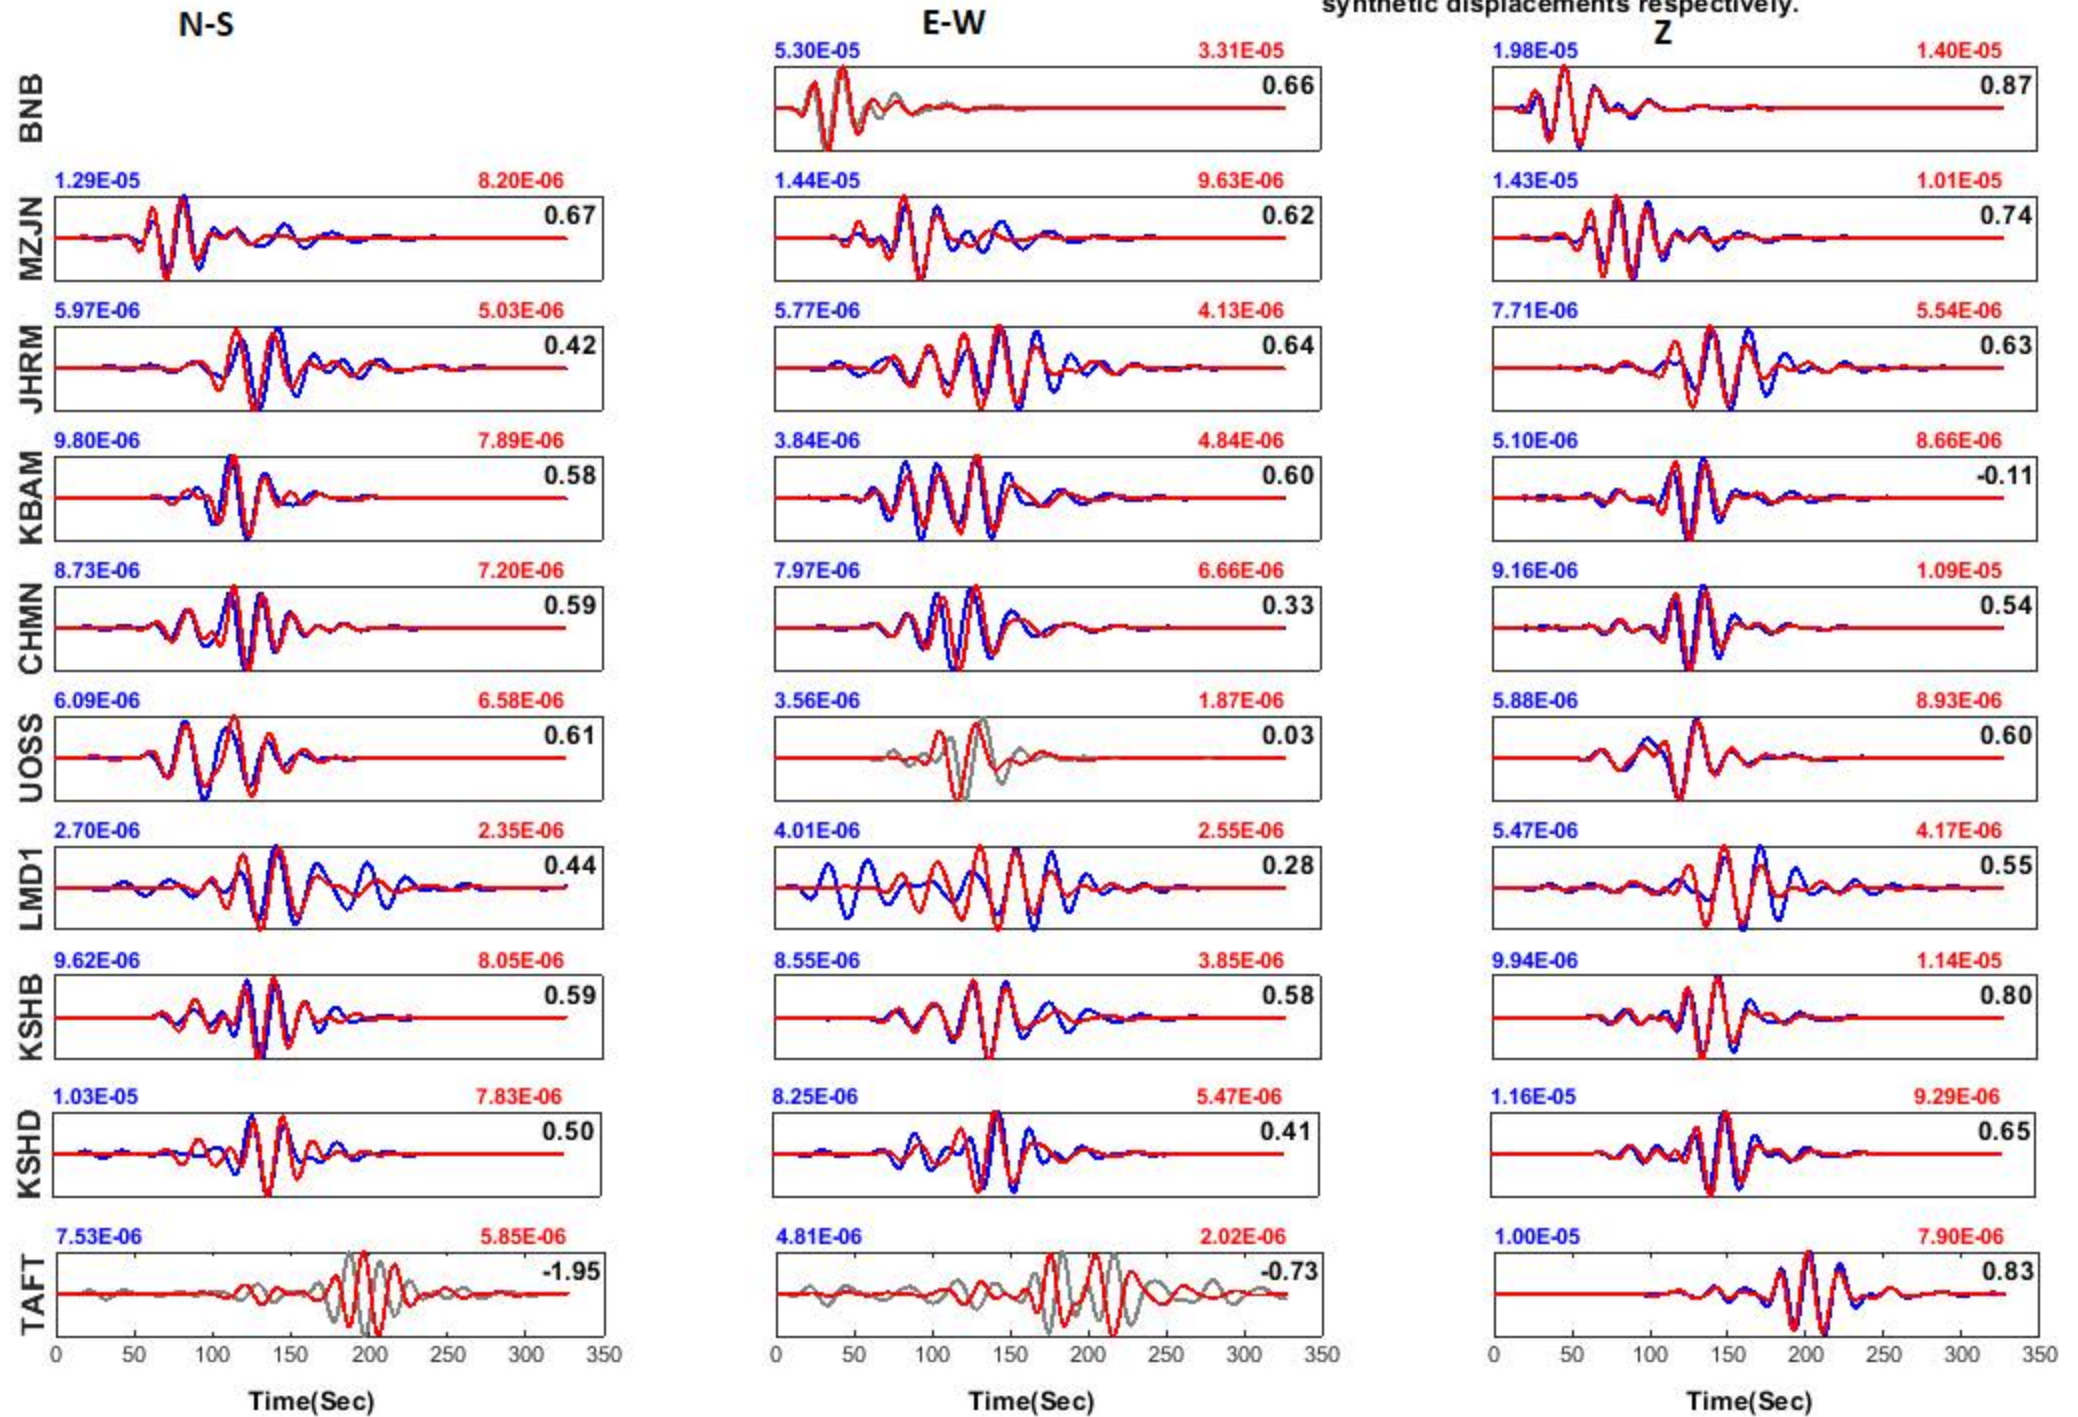 synthetic displacements respectively.
N-S E-W Z
BNB
5.30E-05 3.31E-05 1.98E-05 1.40E-05
0.66 0.87
MZJN
1.29E-05 8.20E-06 1.44E-05 9.63E-06 1.43E-05 1.01E-05
0.67 0.62 0.74
JHRM
5.97E-06 5.03E-06 5.77E-06 4.13E-06 7.71E-06 5.54E-06
0.42 0.64 0.63
KBAM
9.80E-06 7.89E-06 3.84E-06 4.84E-06 5.10E-06 8.66E-06
0.58 0.60 -0.11
CHMN
8.73E-06 7.20E-06 7.97E-06 6.66E-06 9.16E-06 1.09E-05
0.59 0.33 0.54
UOSS
6.09E-06 6.58E-06 3.56E-06 1.87E-06 5.88E-06 8.93E-06
0.61 0.03 0.60
LMD1
2.70E-06 2.35E-06 4.01E-06 2.55E-06 5.47E-06 4.17E-06
0.44 0.28 0.55
KSHB
9.62E-06 8.05E-06 8.55E-06 3.85E-06 9.94E-06 1.14E-05
0.59 0.58 0.80
KSHD
1.03E-05 7.83E-06 8.25E-06 5.47E-06 1.16E-05 9.29E-06
0.50 0.41 0.65
TAFT
7.53E-06 5.85E-06 4.81E-06 2.02E-06 1.00E-05 7.90E-06
-1.95 -0.73 0.83
0 50 100 150 200 250 300 350 0 50 100 150 200 250 300 350 0 50 100 150 200 250 300 350
Time(Sec) Time(Sec) Time(Sec)